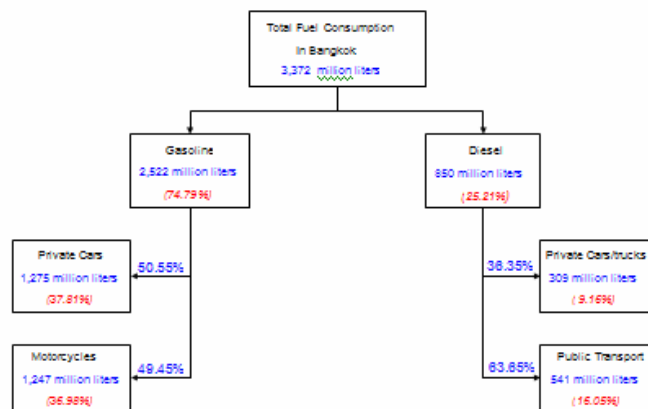 Total Fuel Consumption
in Bangkok
3,372 million liters
Gasoline
2,522 million liters
(74.79%)
Diesel
850 million liters
(25.21%)
Private Cars
1,275 million liters
(37.81%)
50.55%
36.35%
Private Cars/trucks
309 million liters
( 9.16%)
Motorcycles
1,247 million liters
(36.98%)
49.45%
63.65%
Public Transport
541 million liters
(16.05%)